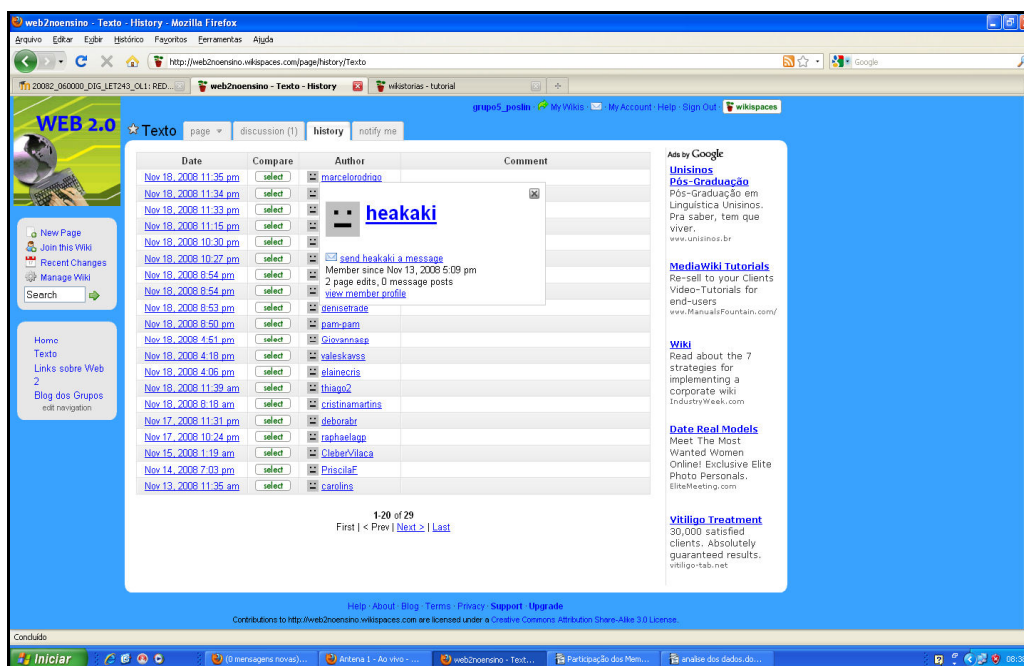 web2noensino - Texto - History - Mozilla Firefox
Arquivo Editar Exibir Histórico Favoritos Ferramentas Ajuda
http://web2noensino.wikispaces.com/page/history/Texto
Google
20082_060000_DIG_LET243_OL1: RED...
web2noensino - Texto - History
wikistorias - tutorial
grupo5_poslin · My Wikis · My Account · Help · Sign Out · wikispaces
WEB 2.0
Texto page discussion (1) history notify me
Date Compare Author Comment
Nov 18, 2008 11:35 pm select marcelorodrigo
Nov 18, 2008 11:34 pm select
Nov 18, 2008 11:33 pm select
Nov 18, 2008 11:15 pm select
Nov 18, 2008 10:30 pm select
Nov 18, 2008 10:27 pm select
Nov 18, 2008 8:54 pm select
Nov 18, 2008 8:54 pm select
Nov 18, 2008 8:53 pm select denisetrade
Nov 18, 2008 8:50 pm select pam-pam
Nov 18, 2008 4:51 pm select Giovannaep
Nov 18, 2008 4:18 pm select valeskavss
Nov 18, 2008 4:06 pm select elainecris
Nov 18, 2008 11:39 am select thiago2
Nov 18, 2008 8:18 am select cristinamartins
Nov 17, 2008 11:31 pm select deborabr
Nov 17, 2008 10:24 pm select raphaelagp
Nov 15, 2008 1:19 am select CleberVilaca
Nov 14, 2008 7:03 pm select PriscilaF
Nov 13, 2008 11:35 am select carolins
heakaki
send heakaki a message
Member since Nov 13, 2008 5:09 pm
2 page edits, 0 message posts
view member profile
1-20 of 29
First | < Prev | Next > | Last
New Page
Join this Wiki
Recent Changes
Manage Wiki
Search
Home
Texto
Links sobre Web
2
Blog dos Grupos
edit navigation
Ads by Google
Unisinos
Pós-Graduação
Pós-Graduação em
Linguística Unisinos.
Pra saber, tem que
viver.
www.unisinos.br
MediaWiki Tutorials
Re-sell to your Clients
Video-Tutorials for
end-users
www.ManualsFountain.com/
Wiki
Read about the 7
strategies for
implementing a
corporate wiki
IndustryWeek.com
Date Real Models
Meet The Most
Wanted Women
Online! Exclusive Elite
Photo Personals.
EliteMeeting.com
Vitiligo Treatment
30,000 satisfied
clients. Absolutely
guaranteed results.
vitiligo-tab.net
Help · About · Blog · Terms · Privacy · Support · Upgrade
Contributions to http://web2noensino.wikispaces.com are licensed under a Creative Commons Attribution Share-Alike 3.0 License.
Concluído
Iniciar
(0 mensagens novas)...
Antena 1 - Ao vivo - ...
web2noensino - Text...
Participação dos Mem...
analise dos dados.do...